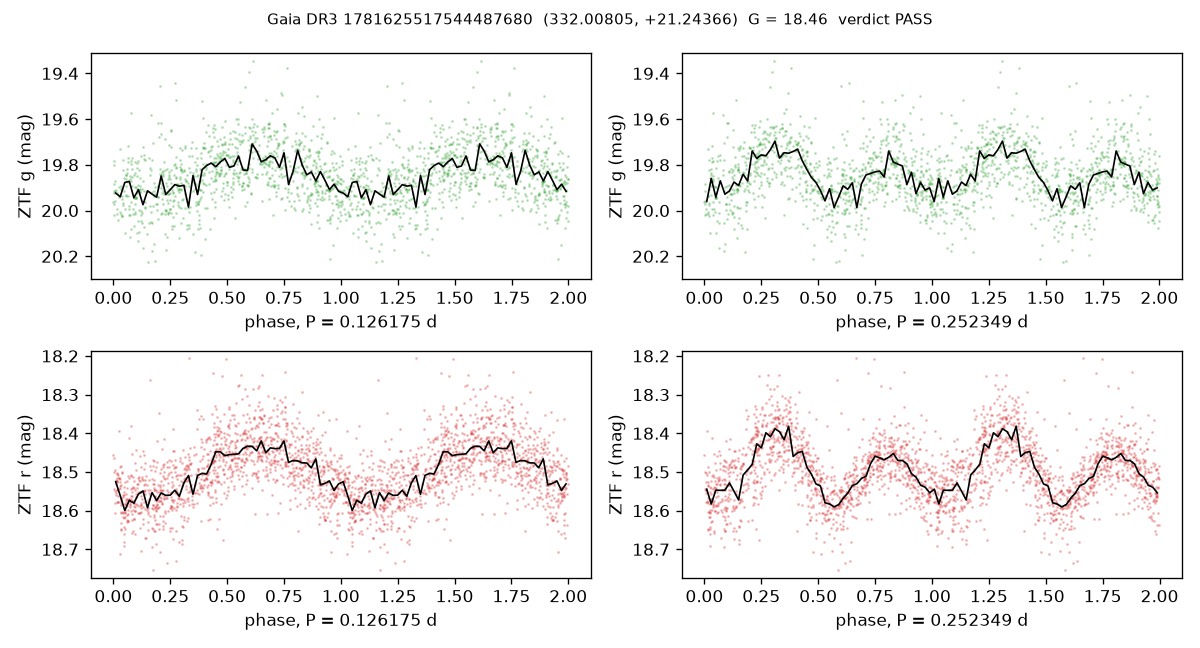 Gaia DR3 1781625517544487680  (332.00805, +21.24366)  G = 18.46  verdict PASS
ZTF g (mag)
19.4
19.6
19.8
20.0
20.2
0.00 0.25 0.50 0.75 1.00 1.25 1.50 1.75 2.00
phase, P = 0.126175 d
ZTF g (mag)
19.4
19.6
19.8
20.0
20.2
0.00 0.25 0.50 0.75 1.00 1.25 1.50 1.75 2.00
phase, P = 0.252349 d
ZTF r (mag)
18.2
18.3
18.4
18.5
18.6
18.7
0.00 0.25 0.50 0.75 1.00 1.25 1.50 1.75 2.00
phase, P = 0.126175 d
ZTF r (mag)
18.2
18.3
18.4
18.5
18.6
18.7
0.00 0.25 0.50 0.75 1.00 1.25 1.50 1.75 2.00
phase, P = 0.252349 d